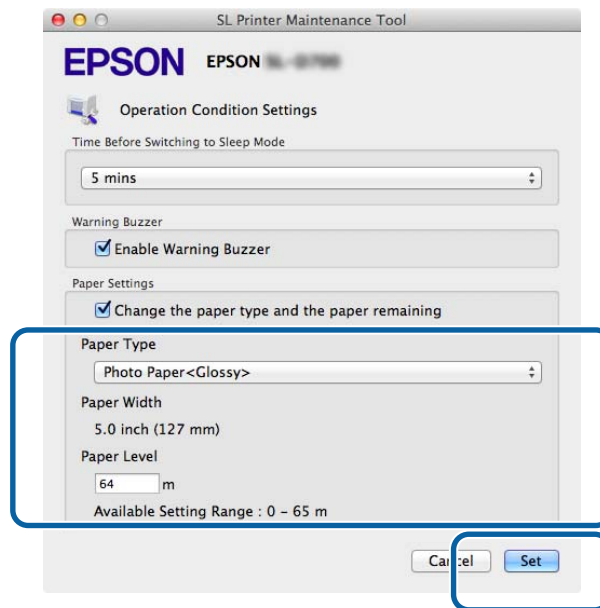 SL Printer Maintenance Tool
EPSON EPSON
Operation Condition Settings
Time Before Switching to Sleep Mode
5 mins
Warning Buzzer
Enable Warning Buzzer
Paper Settings
Change the paper type and the paper remaining
Paper Type
Photo Paper<Glossy>
Paper Width
5.0 inch (127 mm)
Paper Level
64 m
Available Setting Range : 0 – 65 m
Cancel Set